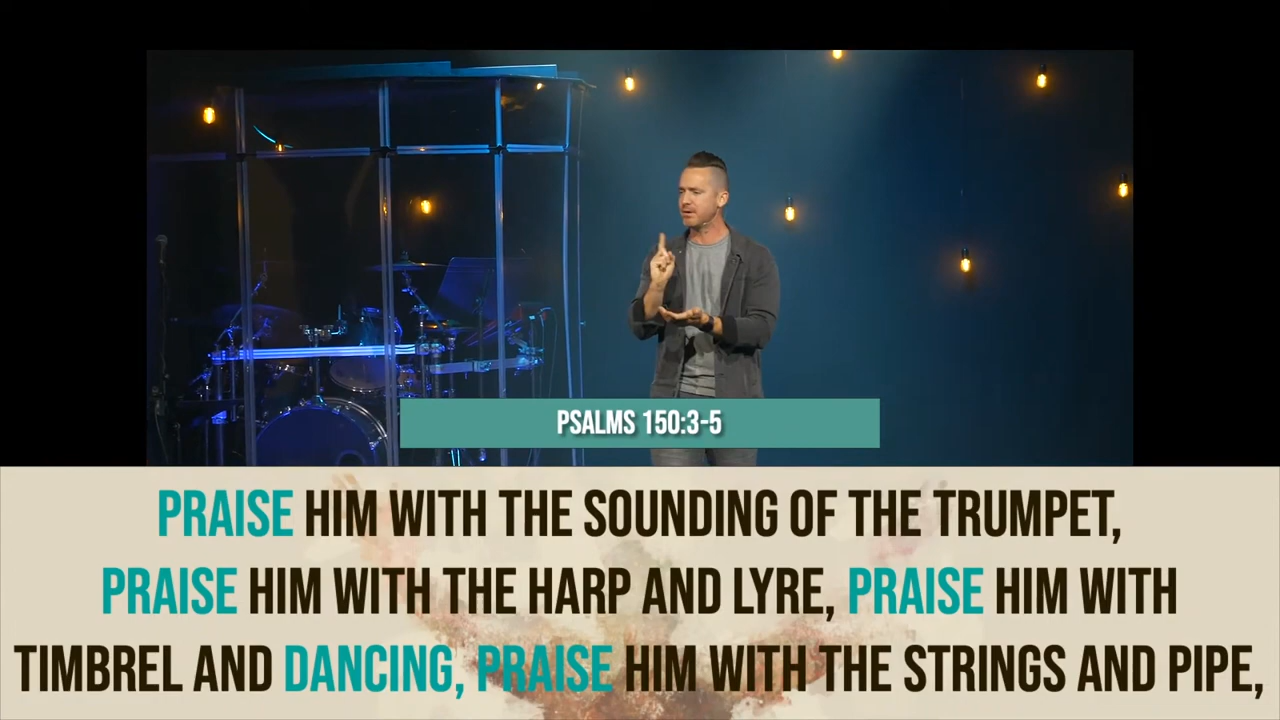 PSALMS 150:3-5
PRAISE HIM WITH THE SOUNDING OF THE TRUMPET,
PRAISE HIM WITH THE HARP AND LYRE, PRAISE HIM WITH
TIMBREL AND DANCING, PRAISE HIM WITH THE STRINGS AND PIPE,